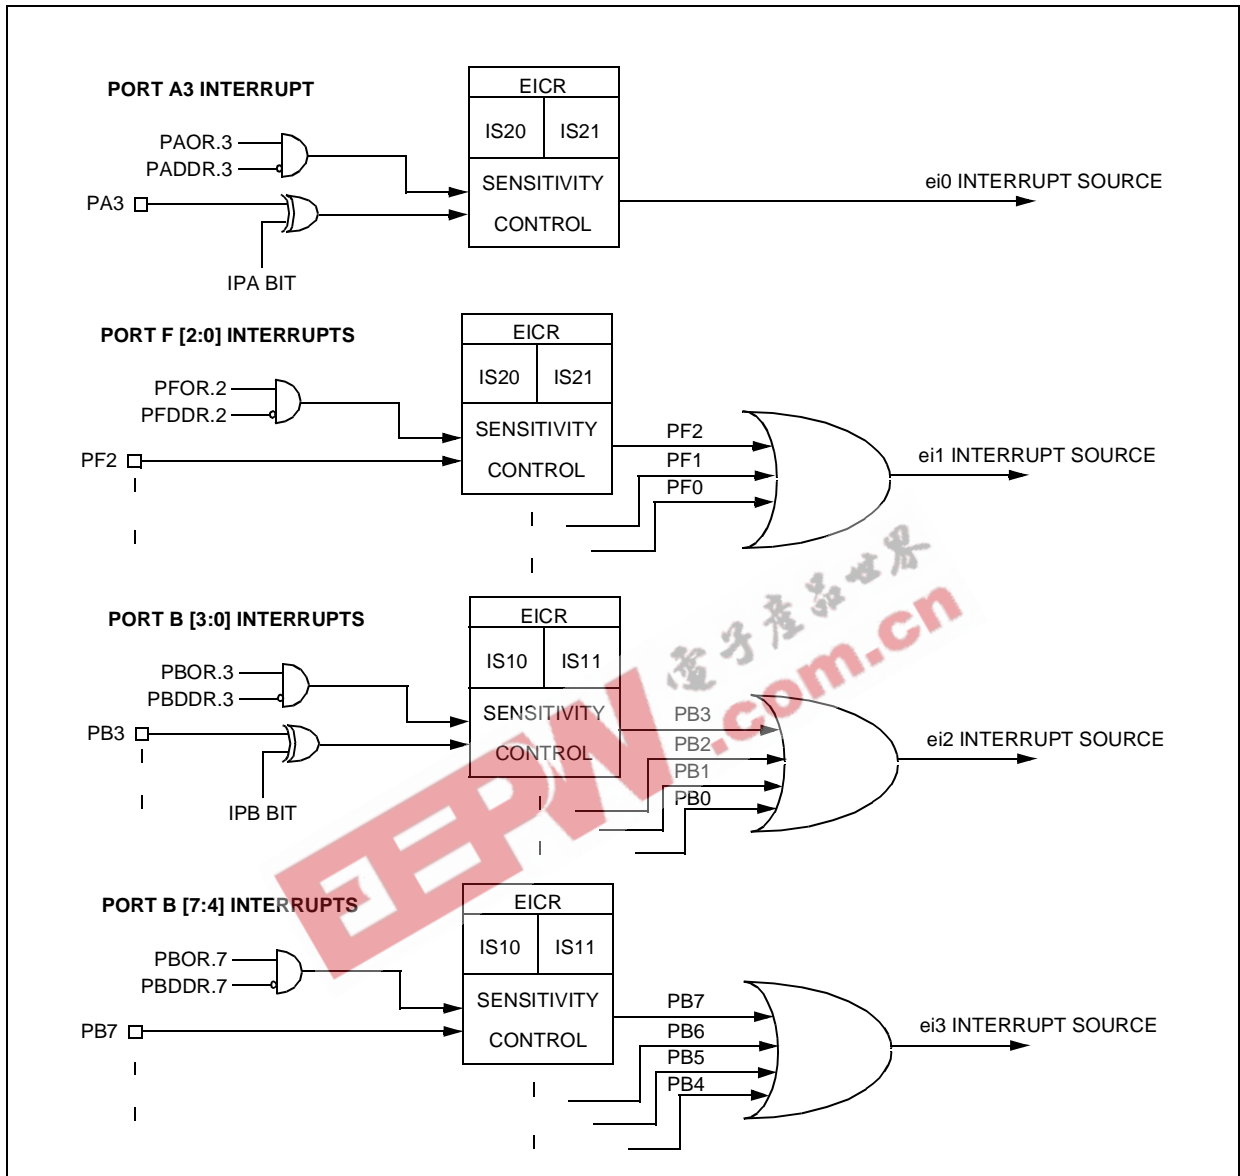 PORT A3 INTERRUPT
EICR
IS20 IS21
PAOR.3
PADDR.3
SENSITIVITY
CONTROL
PA3
IPA BIT
ei0 INTERRUPT SOURCE
PORT F [2:0] INTERRUPTS
EICR
IS20 IS21
PFOR.2
PFDDR.2
SENSITIVITY
CONTROL
PF2
PF2
PF1
PF0
ei1 INTERRUPT SOURCE
PORT B [3:0] INTERRUPTS
EICR
IS10 IS11
PBOR.3
PBDDR.3
SENSITIVITY
CONTROL
PB3
IPB BIT
PB3
PB2
PB1
PB0
ei2 INTERRUPT SOURCE
PORT B [7:4] INTERRUPTS
EICR
IS10 IS11
PBOR.7
PBDDR.7
SENSITIVITY
CONTROL
PB7
PB7
PB6
PB5
PB4
ei3 INTERRUPT SOURCE
EEPW.com.cn
電子產品世界